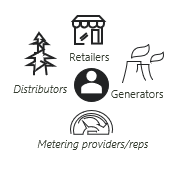 Retailers
Distributors
Generators
Metering providers/reps